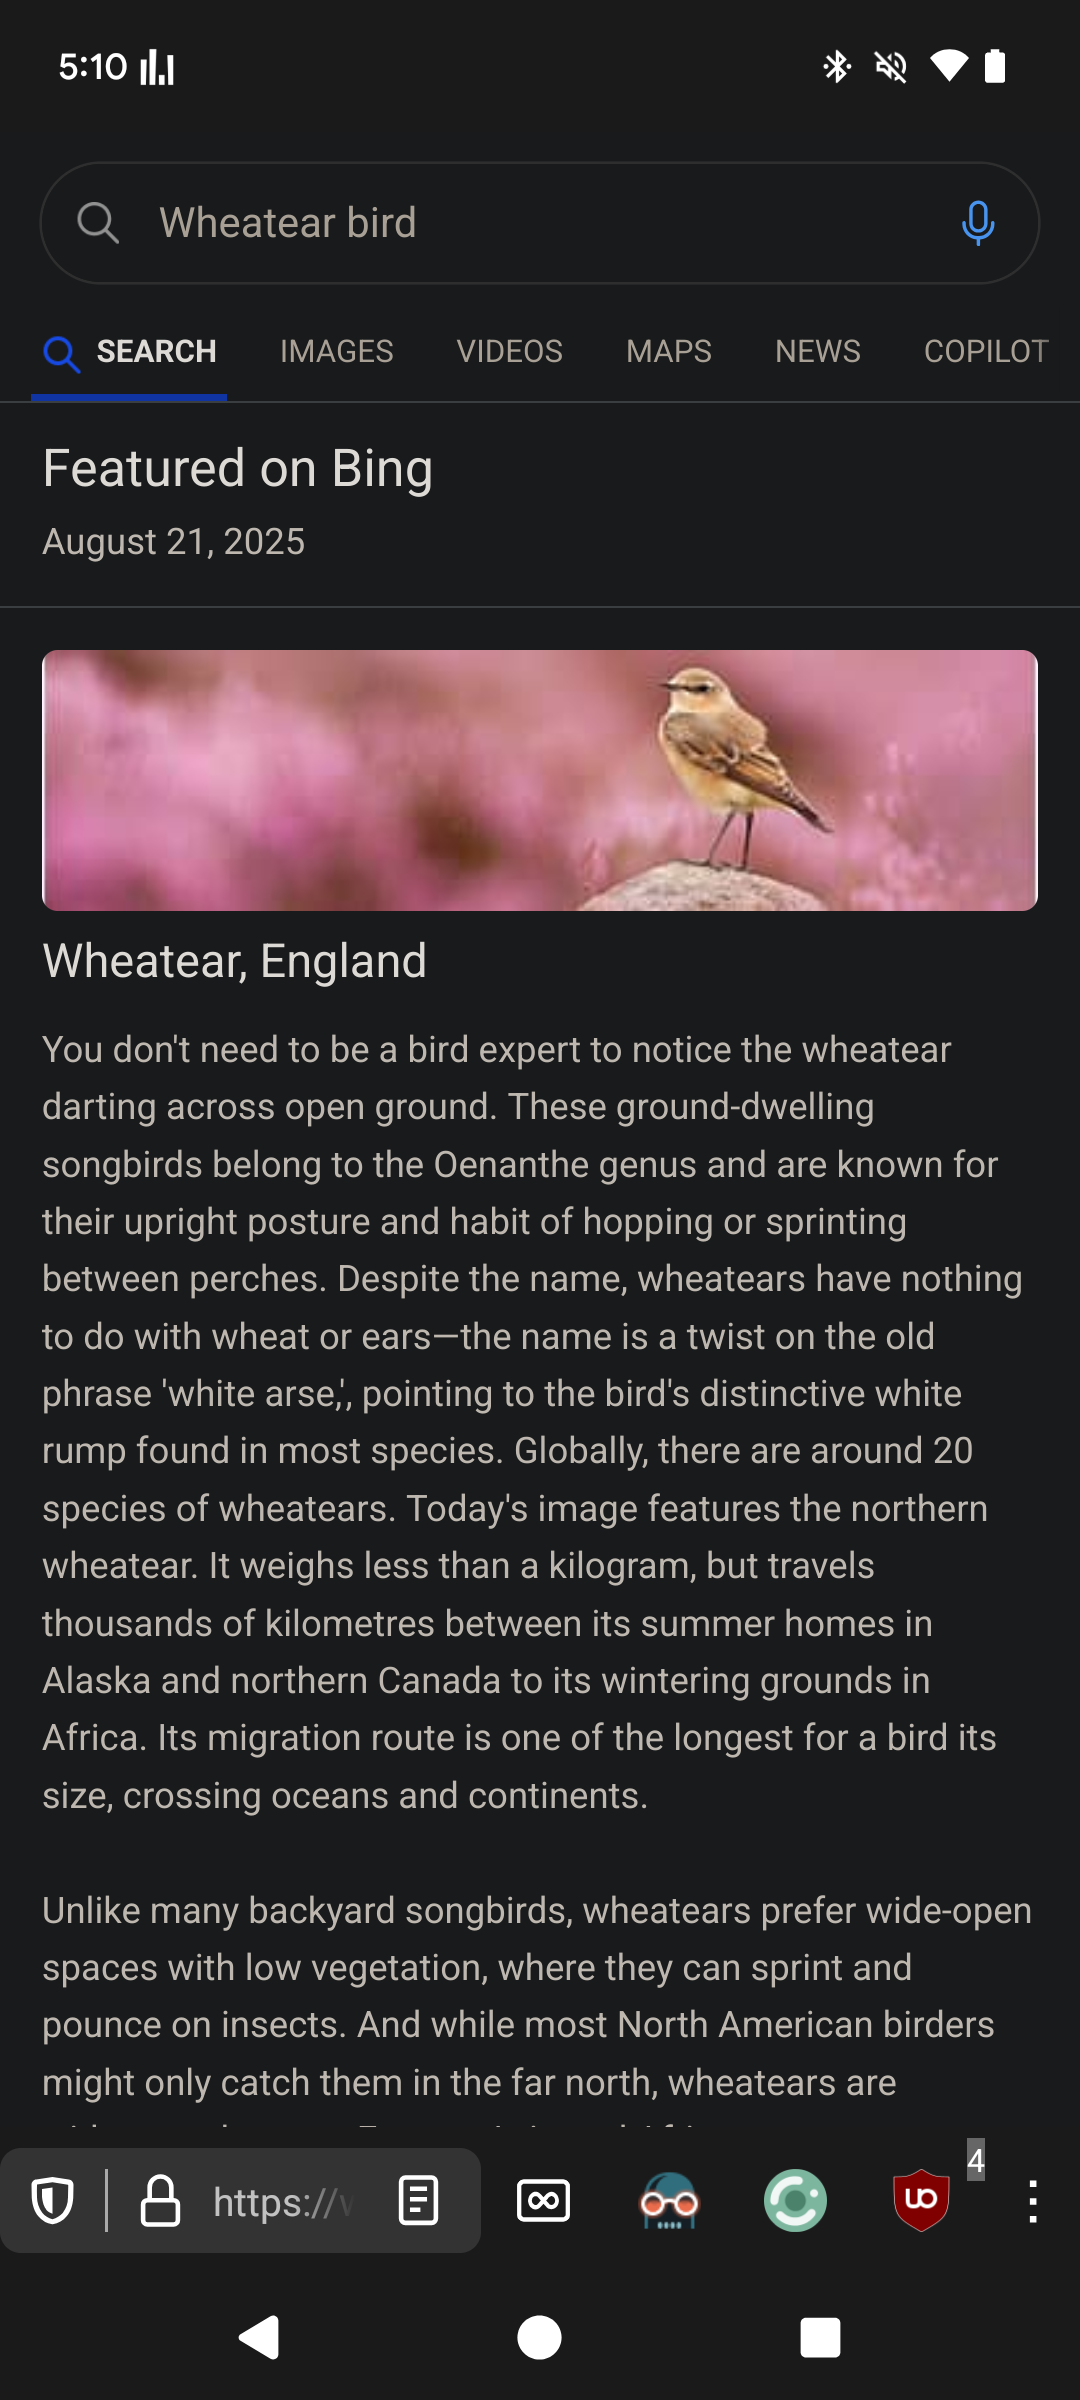 5:10
Wheatear bird
SEARCH IMAGES VIDEOS MAPS NEWS COPILOT
Featured on Bing
August 21, 2025
Wheatear, England
You don't need to be a bird expert to notice the wheatear
darting across open ground. These ground-dwelling
songbirds belong to the Oenanthe genus and are known for
their upright posture and habit of hopping or sprinting
between perches. Despite the name, wheatears have nothing
to do with wheat or ears—the name is a twist on the old
phrase 'white arse,', pointing to the bird's distinctive white
rump found in most species. Globally, there are around 20
species of wheatears. Today's image features the northern
wheatear. It weighs less than a kilogram, but travels
thousands of kilometres between its summer homes in
Alaska and northern Canada to its wintering grounds in
Africa. Its migration route is one of the longest for a bird its
size, crossing oceans and continents.
Unlike many backyard songbirds, wheatears prefer wide-open
spaces with low vegetation, where they can sprint and
pounce on insects. And while most North American birders
might only catch them in the far north, wheatears are
https://w
4